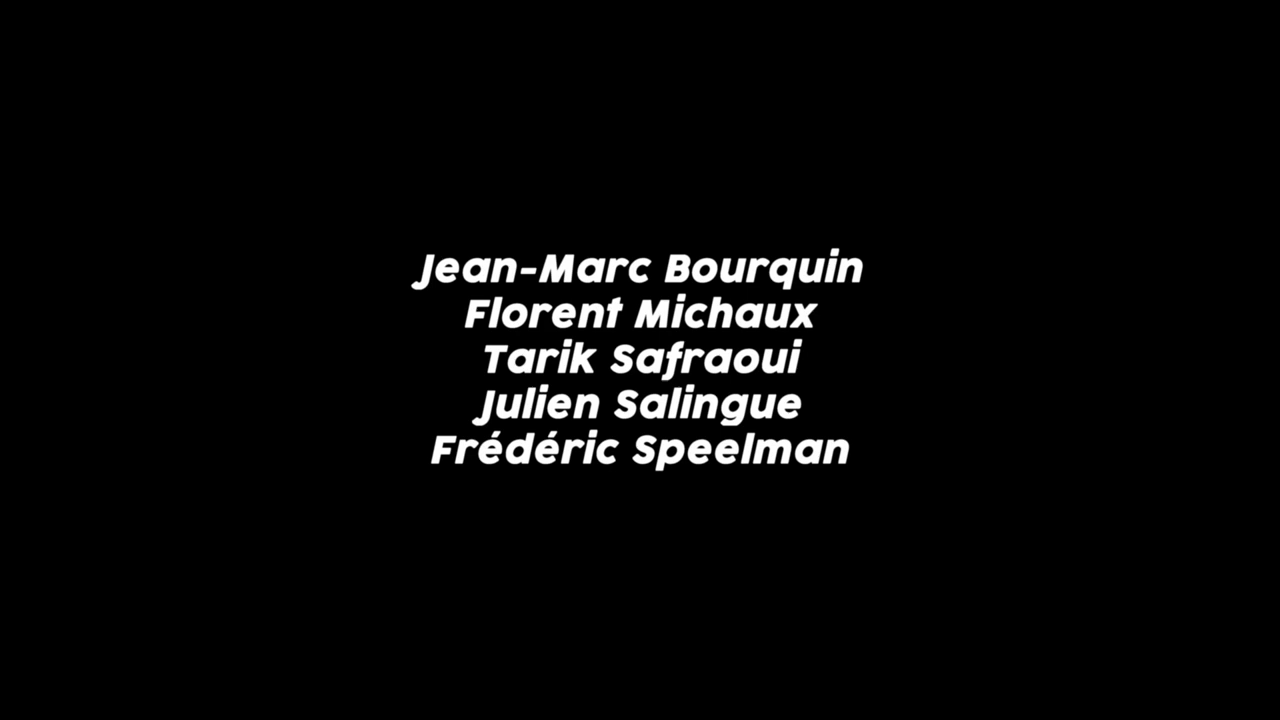 Jean-Marc Bourquin
Florent Michaux
Tarik Safraoui
Julien Salingue
Frédéric Speelman